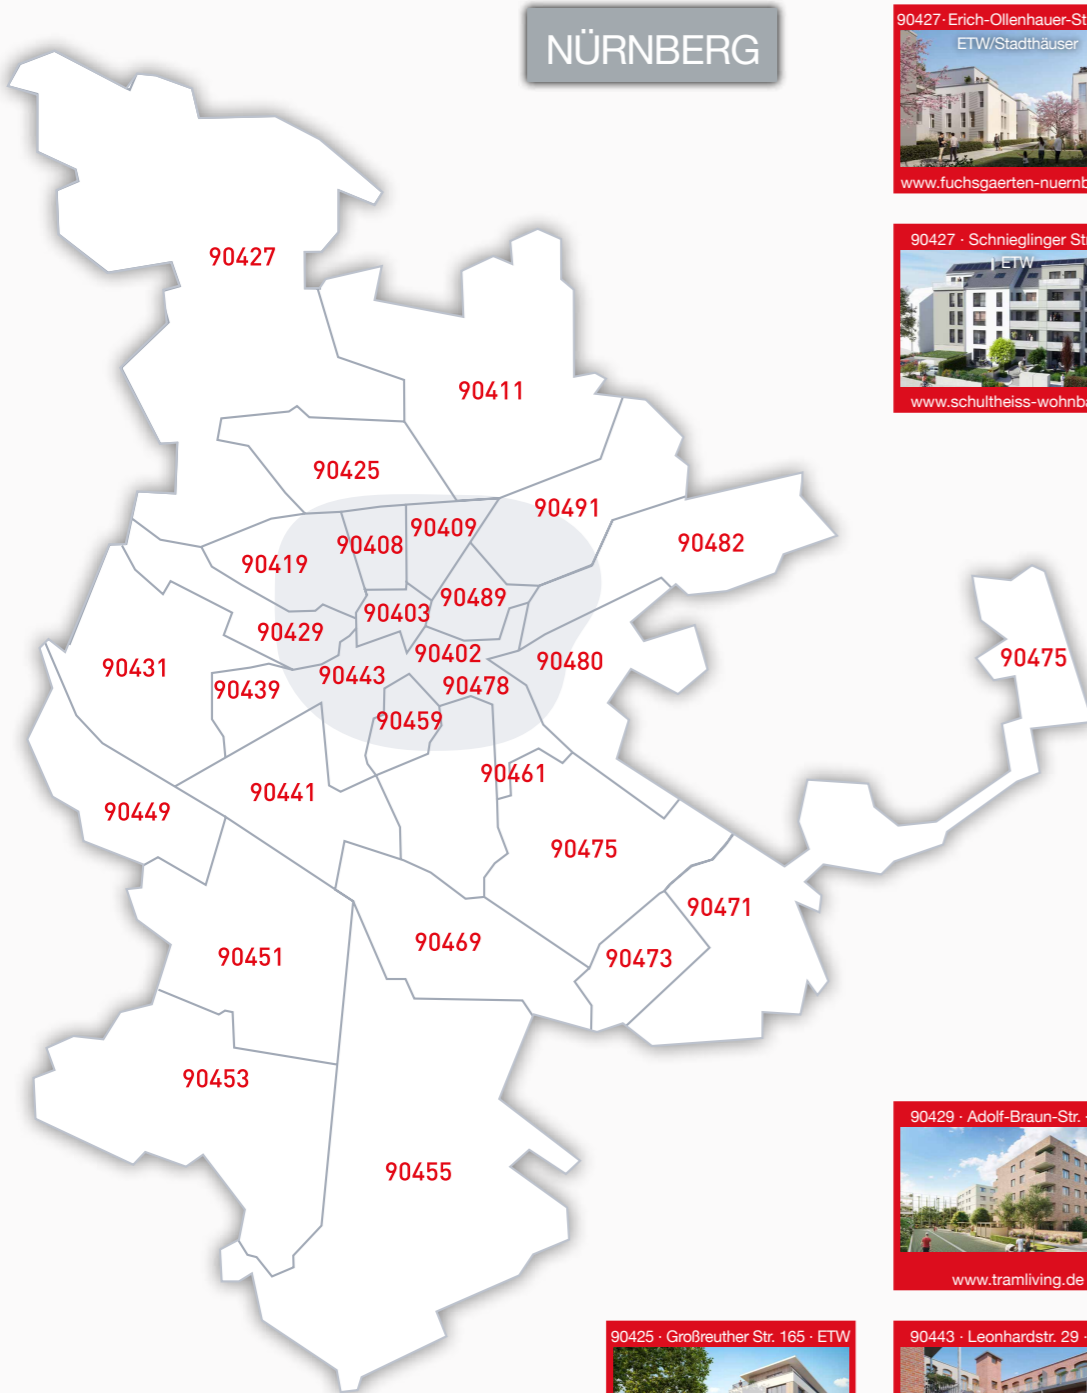 NÜRNBERG
90427
90411
90425
90491
90409
90408
90482
90419
90489
90403
90429
90402
90480
90475
90431
90443
90439
90478
90459
90461
90441
90449
90475
90471
90469
90473
90451
90453
90455
90427·Erich-Ollenhauer-St
ETW/Stadthäuser
www.fuchsgaerten-nuernb
90427 · Schnieglinger Str
ETW
www.schultheiss-wohnba
90429 · Adolf-Braun-Str.
www.tramliving.de
90425 · Großreuther Str. 165 · ETW
90443 · Leonhardstr. 29 ·